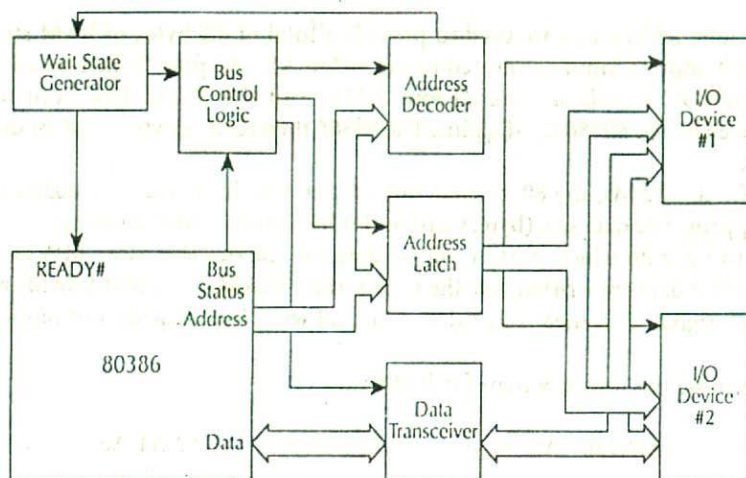 Wait State
Generator
Bus
Control
Logic
Address
Decoder
I/O
Device
#1
READY#
Bus
Status
Address
80386
Data
Address
Latch
Data
Transceiver
I/O
Device
#2